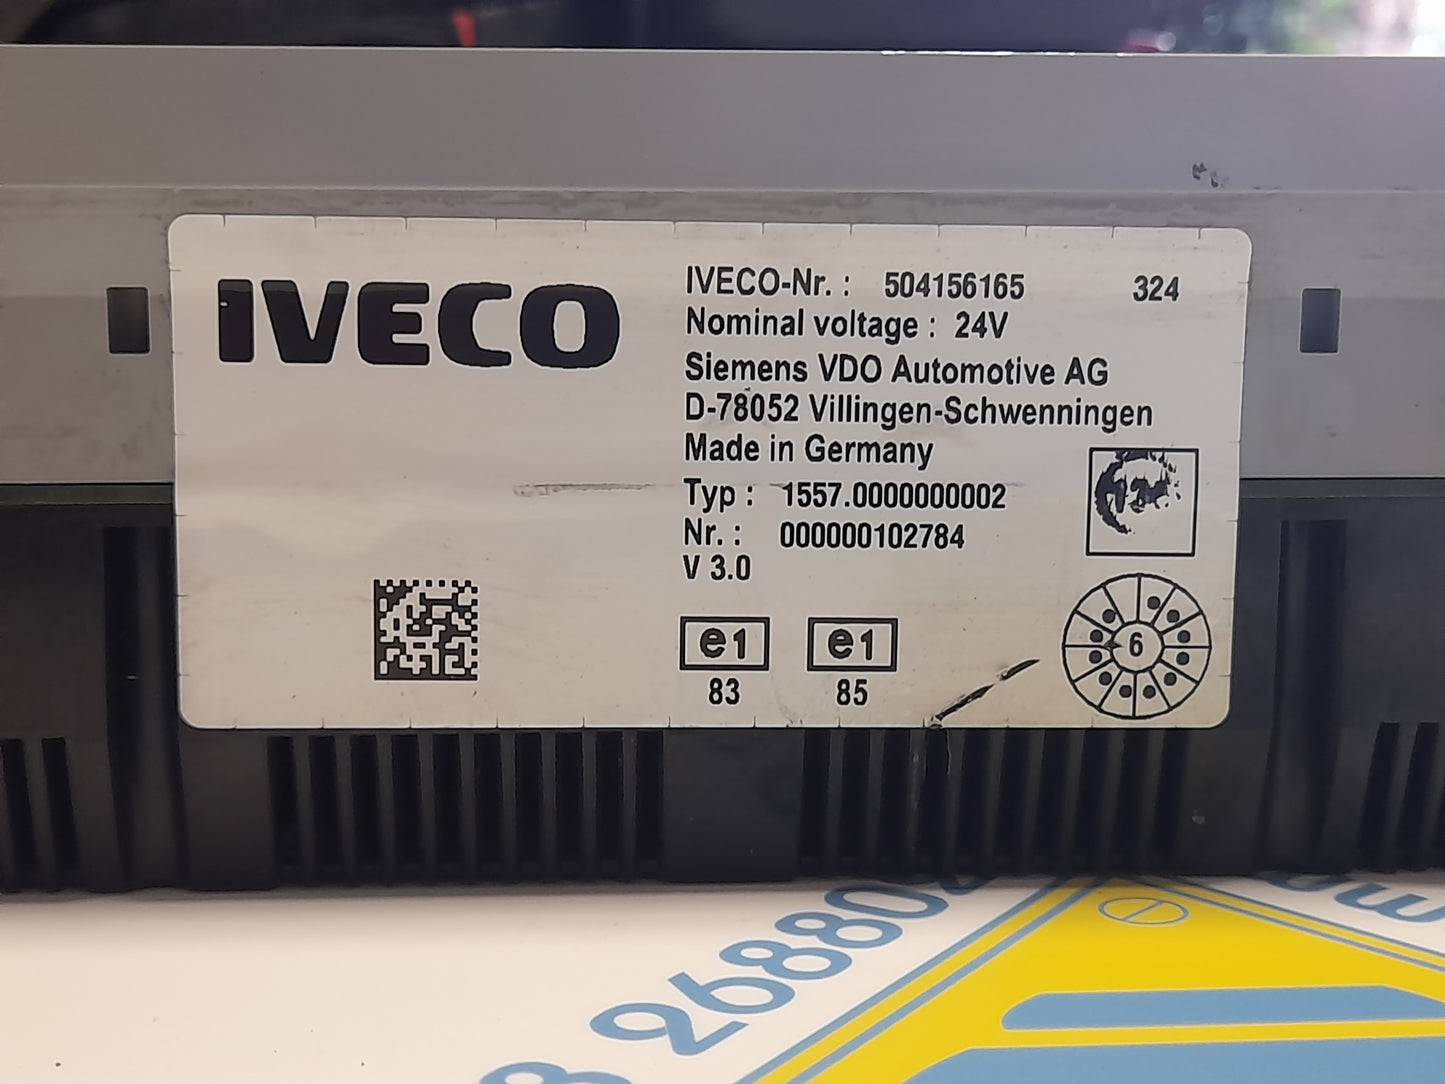 IVECO
IVECO-Nr. : 504156165 324
Nominal voltage : 24V
Siemens VDO Automotive AG
D-78052 Villingen-Schwenningen
Made in Germany
Typ : 1557.0000000002
Nr. : 000000102784
V 3.0
e1 e1
83 85
6